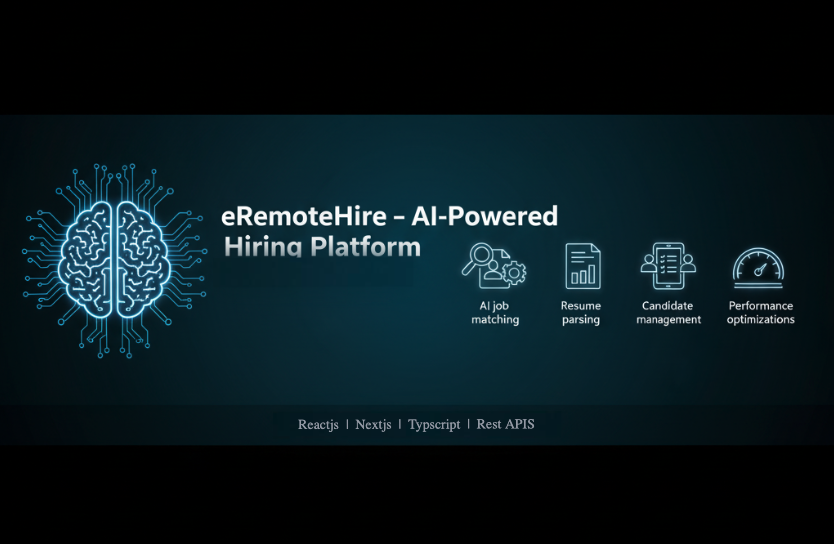 eRemoteHire – AI-Powered
Hiring Platform
AI job
matching
Resume
parsing
Candidate
management
Performance
optimizations
Reactjs | Nextjs | Typscript | Rest APIS